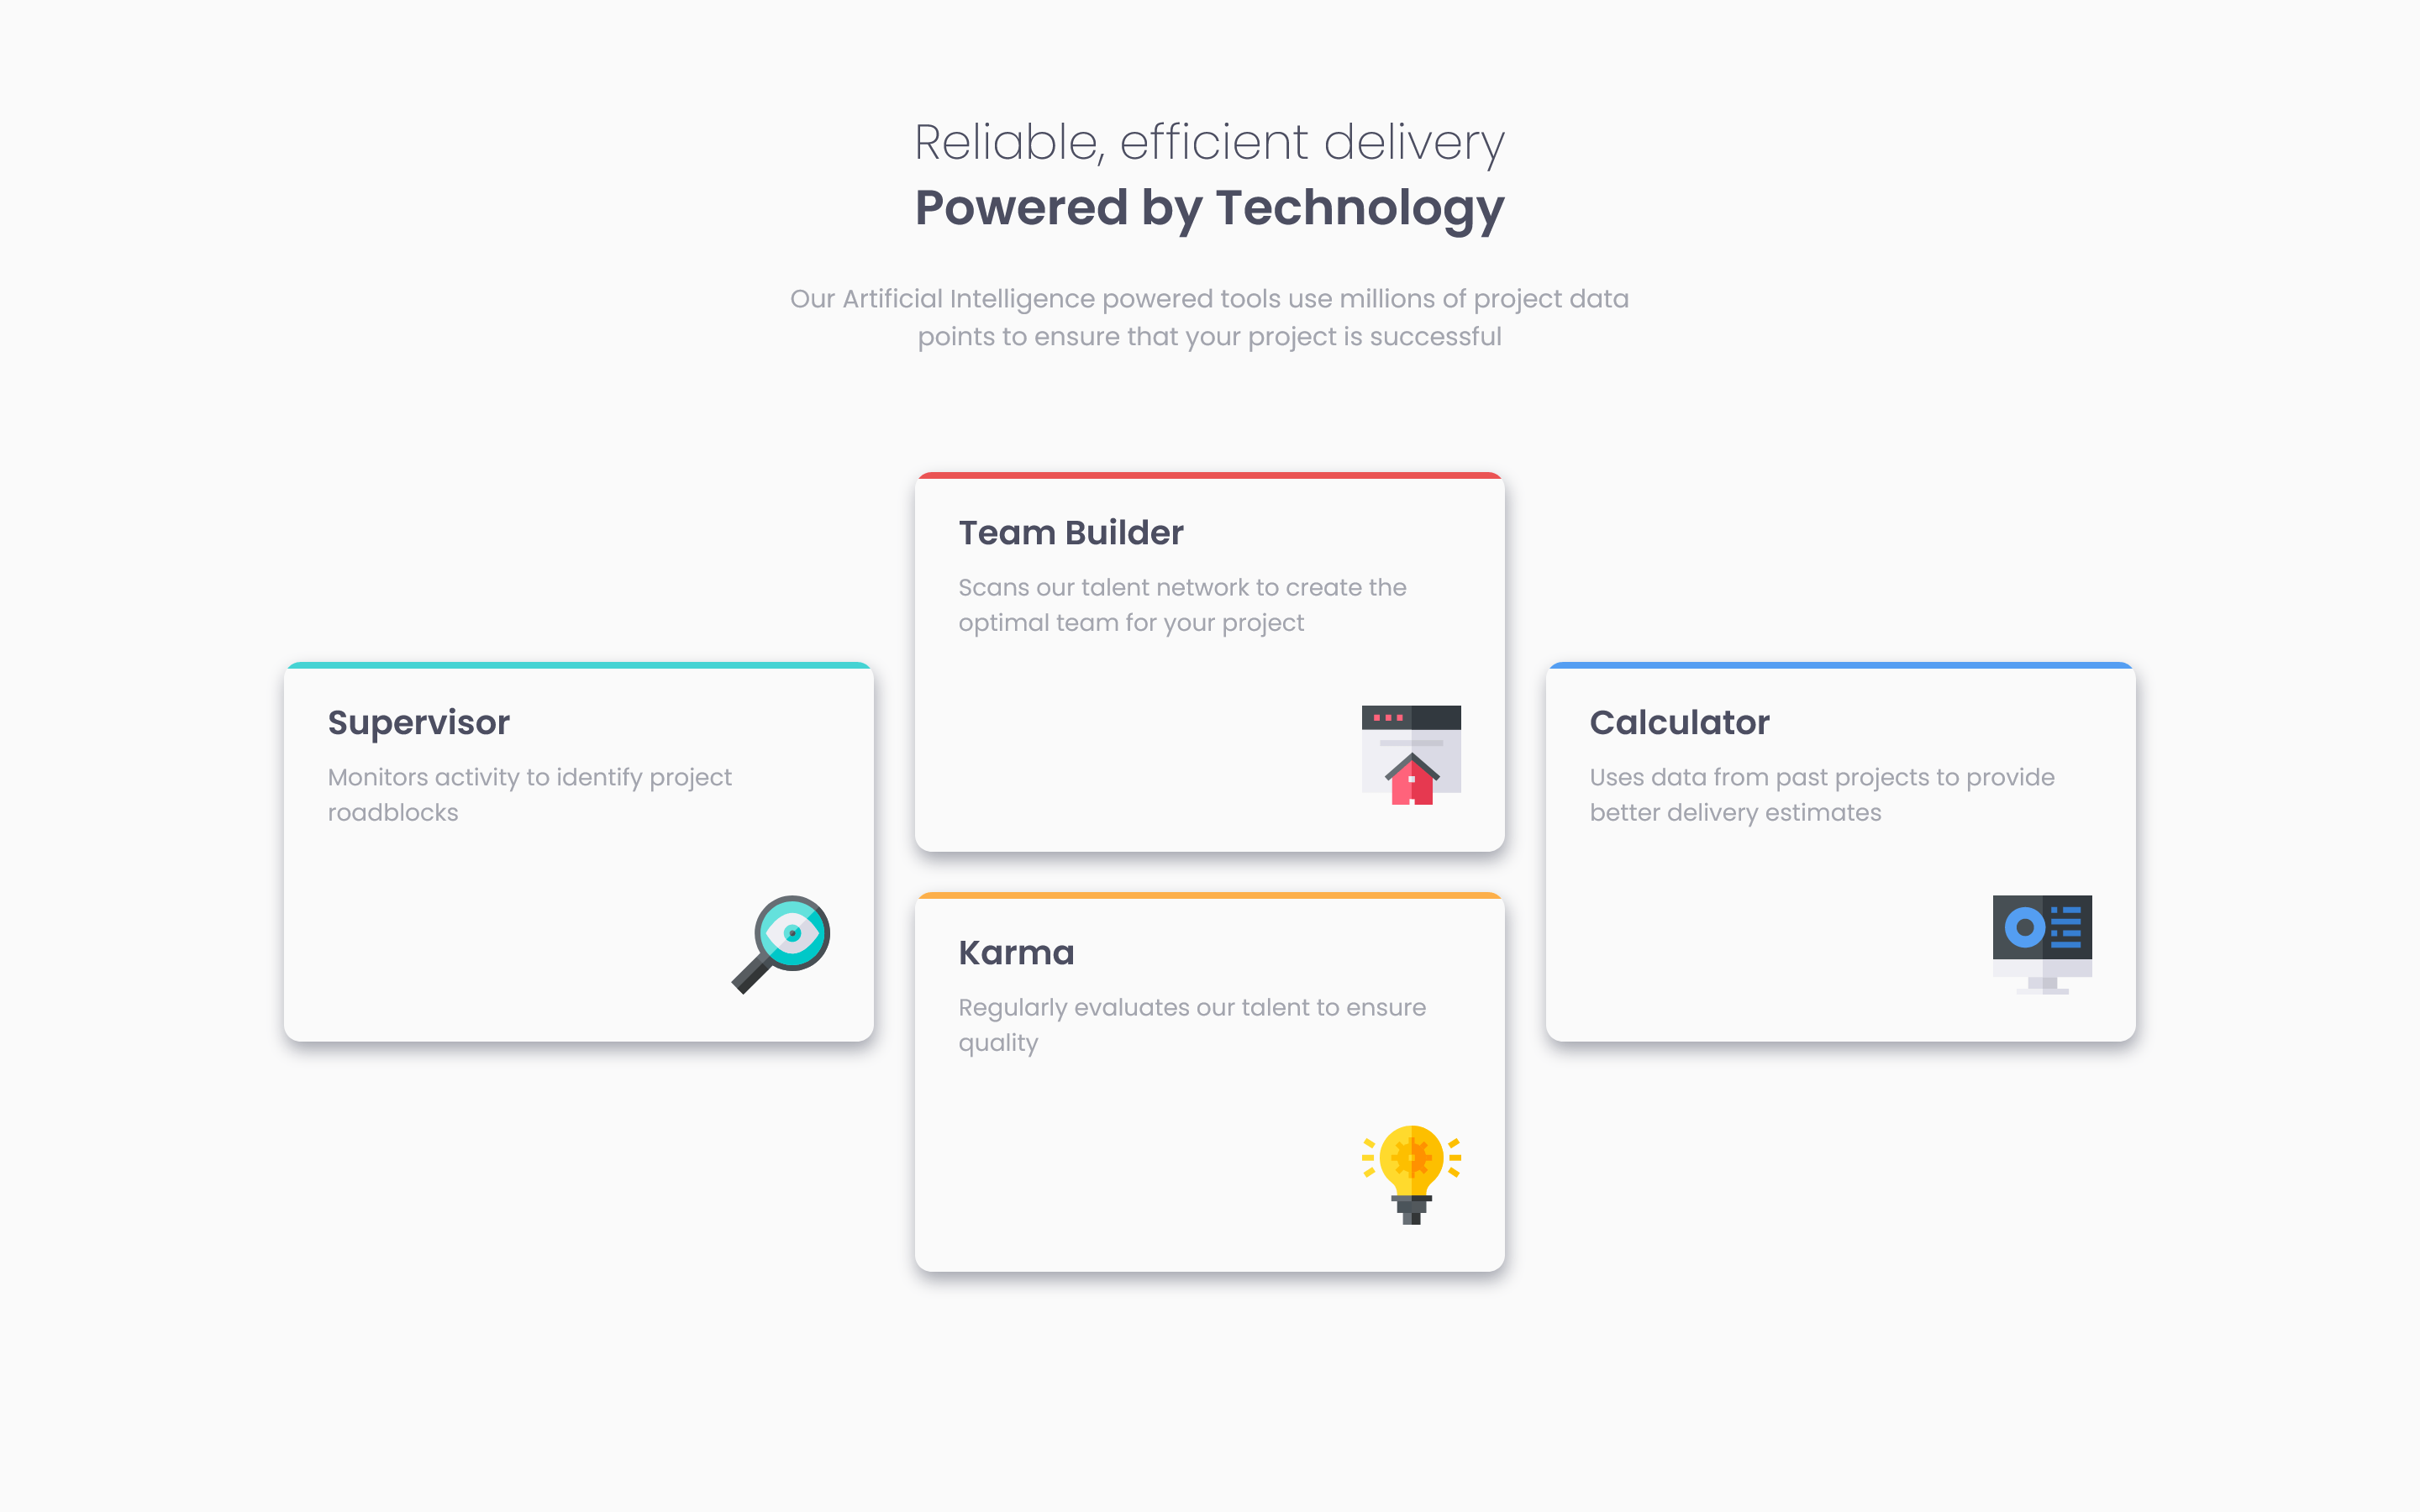 Reliable, efficient delivery
Powered by Technology
Our Artificial Intelligence powered tools use millions of project data
points to ensure that your project is successful
Team Builder
Scans our talent network to create the
optimal team for your project
Supervisor
Monitors activity to identify project
roadblocks
Calculator
Uses data from past projects to provide
better delivery estimates
Karma
Regularly evaluates our talent to ensure
quality